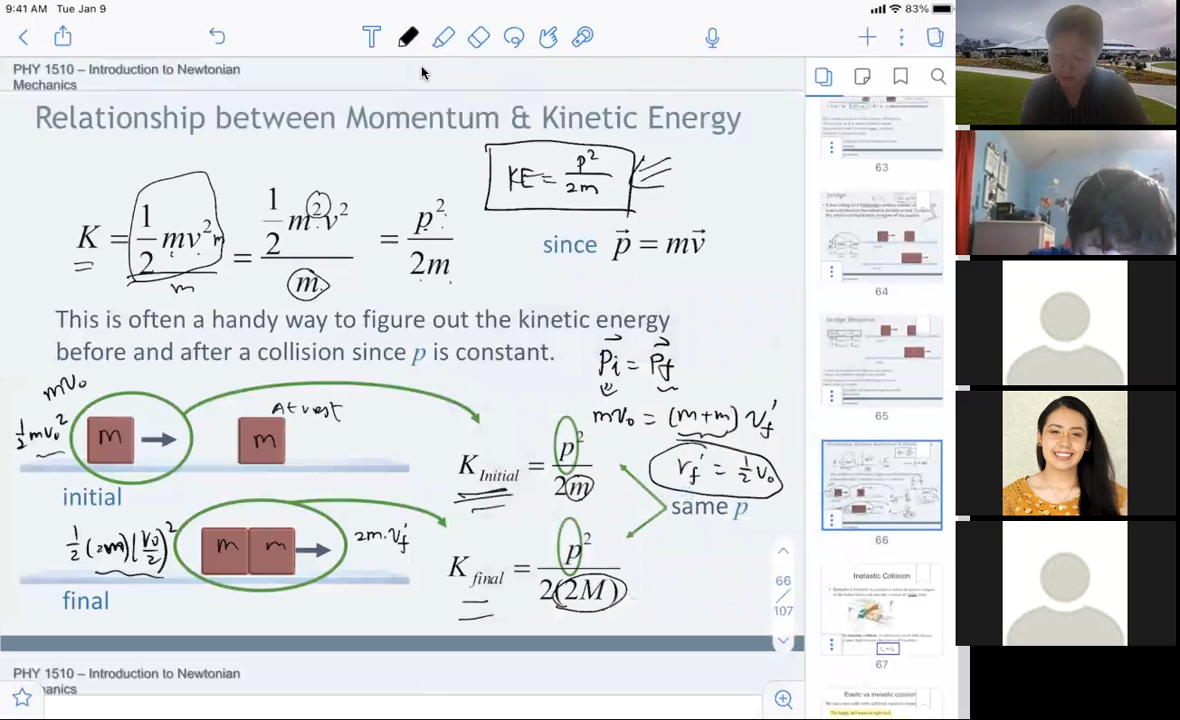 9:41 AM Tue Jan 9
83%
PHY 1510 – Introduction to Newtonian
Mechanics
Relationship between Momentum & Kinetic Energy
KE = p²/2m
K = 1/2 mv² m/m = 1/2 m²v² / m = p²/2m
since p⃗ = mv⃗
This is often a handy way to figure out the kinetic energy
before and after a collision since p is constant.
P⃗i = P⃗f
mv₀
At rest
mv₀ = (m+m) Vf'
1/2 mv₀²
m
m
K Initial = p²/2m
Vf' = 1/2 V₀
initial
same p
1/2 (2m)(V₀/2)²
m m
2m·Vf'
K final = p²/2(2M)
final
PHY 1510 – Introduction to Newtonian
63
64
65
66
Inelastic Collision
67
Elastic vs Inelastic collision
66
107